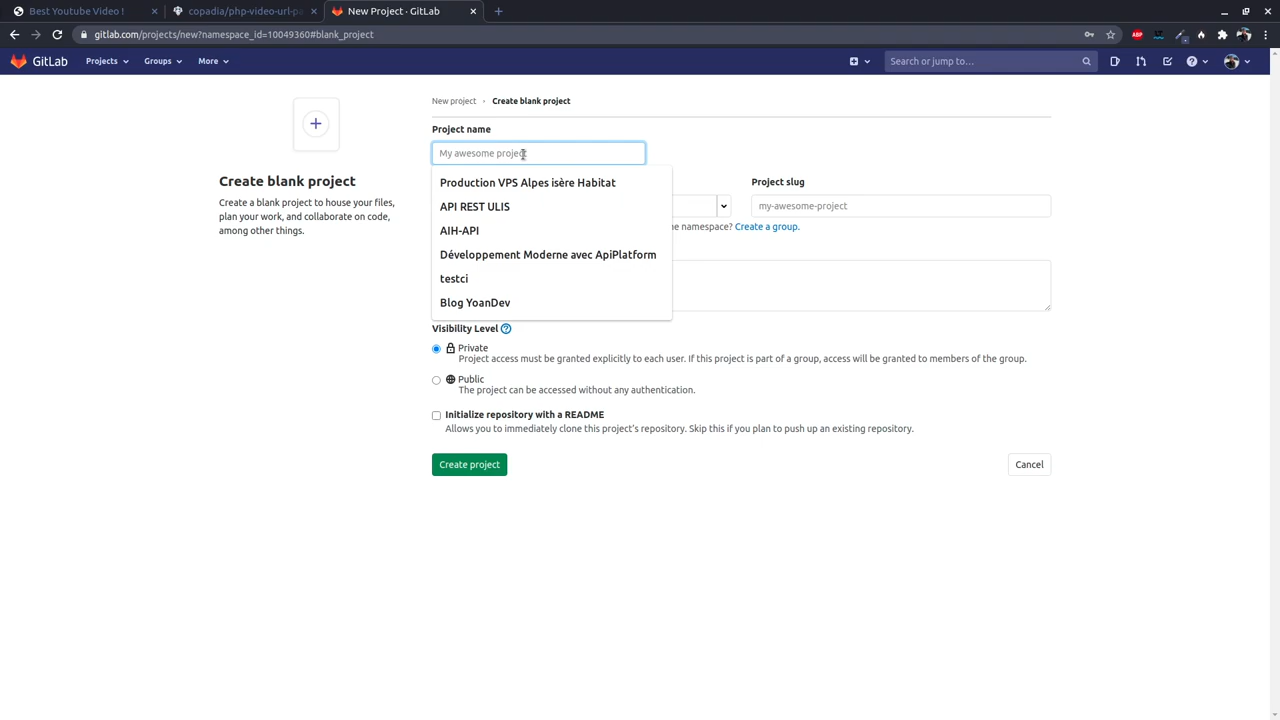 Best Youtube Video !
copadia/php-video-url-pa
New Project · GitLab
gitlab.com/projects/new?namespace_id=10049360#blank_project
ABP
GitLab
Projects
Groups
More
Search or jump to...
New project › Create blank project
Project name
My awesome project
Production VPS Alpes isère Habitat
API REST ULIS
AIH-API
Développement Moderne avec ApiPlatform
testci
Blog YoanDev
Project slug
my-awesome-project
e namespace? Create a group.
Create blank project
Create a blank project to house your files,
plan your work, and collaborate on code,
among other things.
Visibility Level
Private
Project access must be granted explicitly to each user. If this project is part of a group, access will be granted to members of the group.
Public
The project can be accessed without any authentication.
Initialize repository with a README
Allows you to immediately clone this project's repository. Skip this if you plan to push up an existing repository.
Create project
Cancel